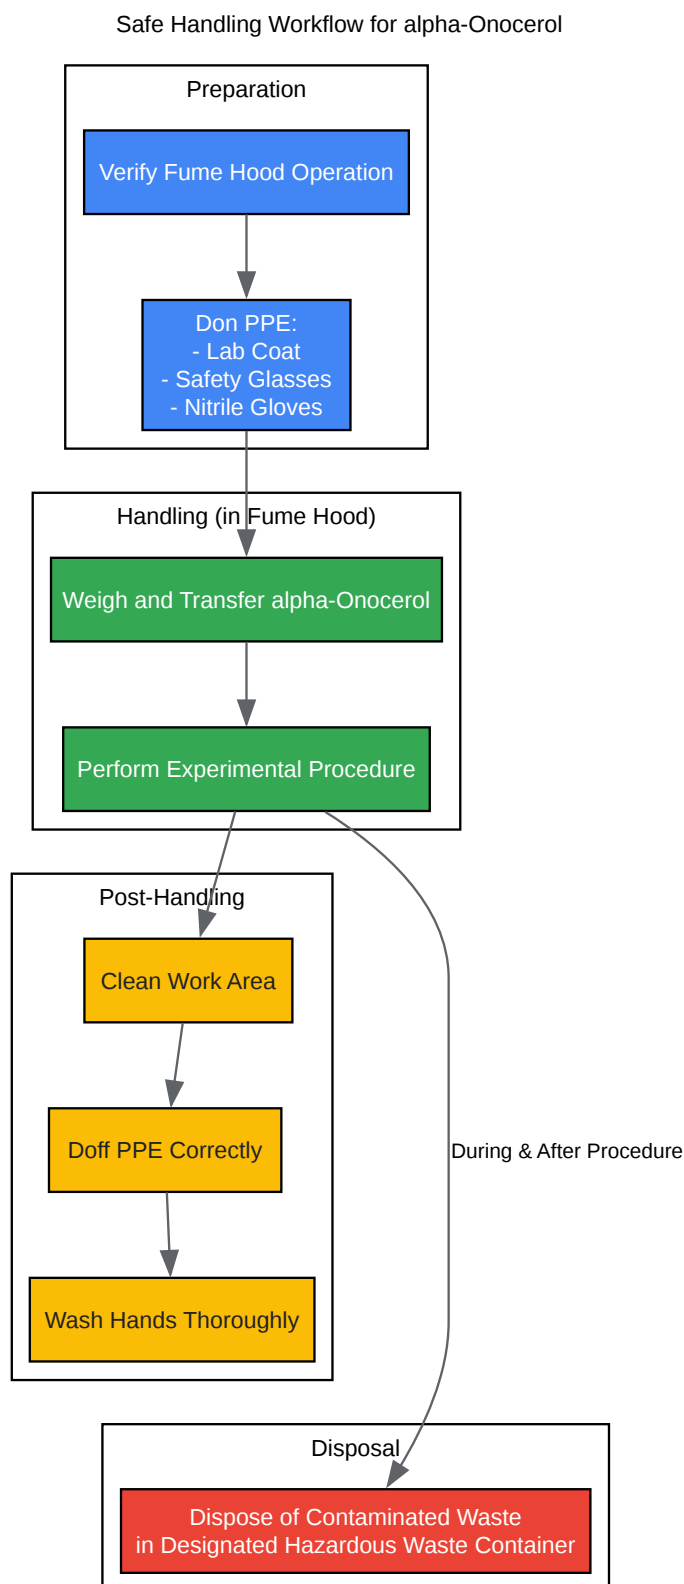 Safe Handling Workflow for alpha-Onocerol
Preparation
Verify Fume Hood Operation
Don PPE:
- Lab Coat
- Safety Glasses
- Nitrile Gloves
Handling (in Fume Hood)
Weigh and Transfer alpha-Onocerol
Perform Experimental Procedure
Post-Handling
Clean Work Area
Doff PPE Correctly
During & After Procedure
Wash Hands Thoroughly
Disposal
Dispose of Contaminated Waste
in Designated Hazardous Waste Container